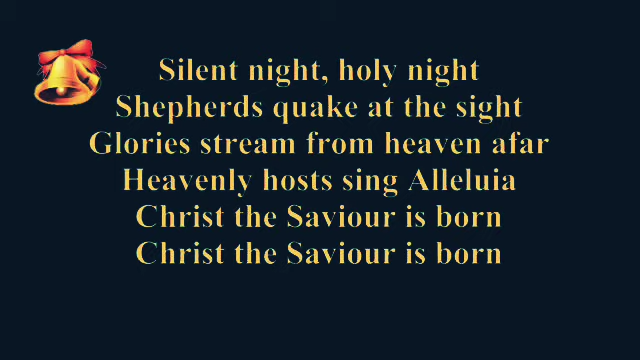 Silent night, holy night
Shepherds quake at the sight
Glories stream from heaven afar
Heavenly hosts sing Alleluia
Christ the Saviour is born
Christ the Saviour is born